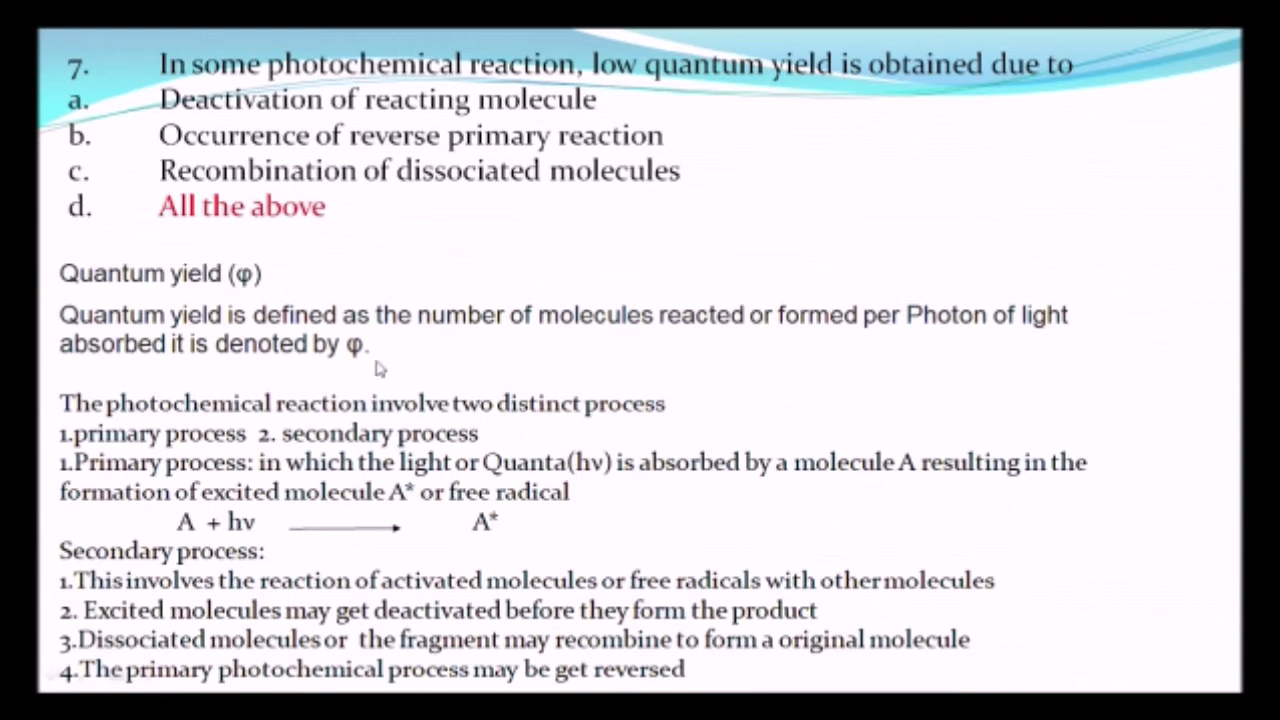 7. In some photochemical reaction, low quantum yield is obtained due to
a. Deactivation of reacting molecule
b. Occurrence of reverse primary reaction
c. Recombination of dissociated molecules
d. All the above
Quantum yield (φ)
Quantum yield is defined as the number of molecules reacted or formed per Photon of light
absorbed it is denoted by φ.
The photochemical reaction involve two distinct process
1.primary process 2. secondary process
1.Primary process: in which the light or Quanta(hν) is absorbed by a molecule A resulting in the
formation of excited molecule A* or free radical
A + hν ⟶ A*
Secondary process:
1.This involves the reaction of activated molecules or free radicals with other molecules
2. Excited molecules may get deactivated before they form the product
3.Dissociated molecules or the fragment may recombine to form a original molecule
4.The primary photochemical process may be get reversed